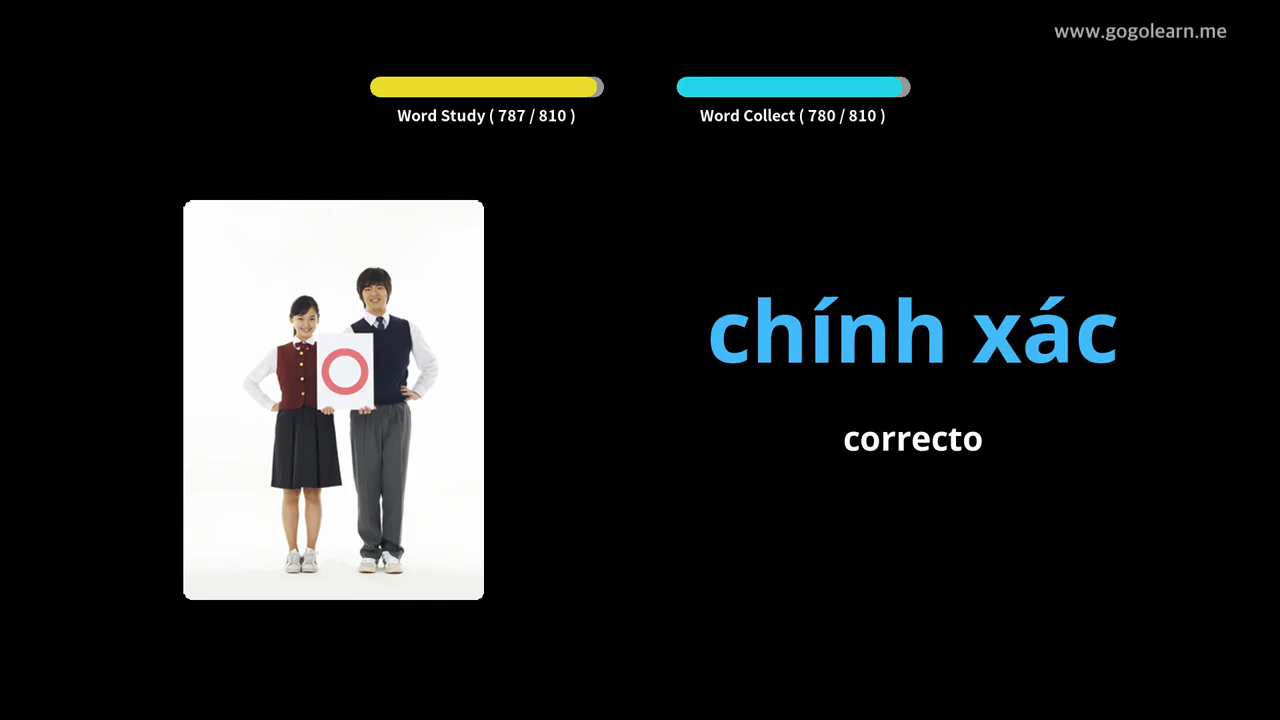 www.gogolearn.me
Word Study ( 787 / 810 )
Word Collect ( 780 / 810 )
chính xác
correcto